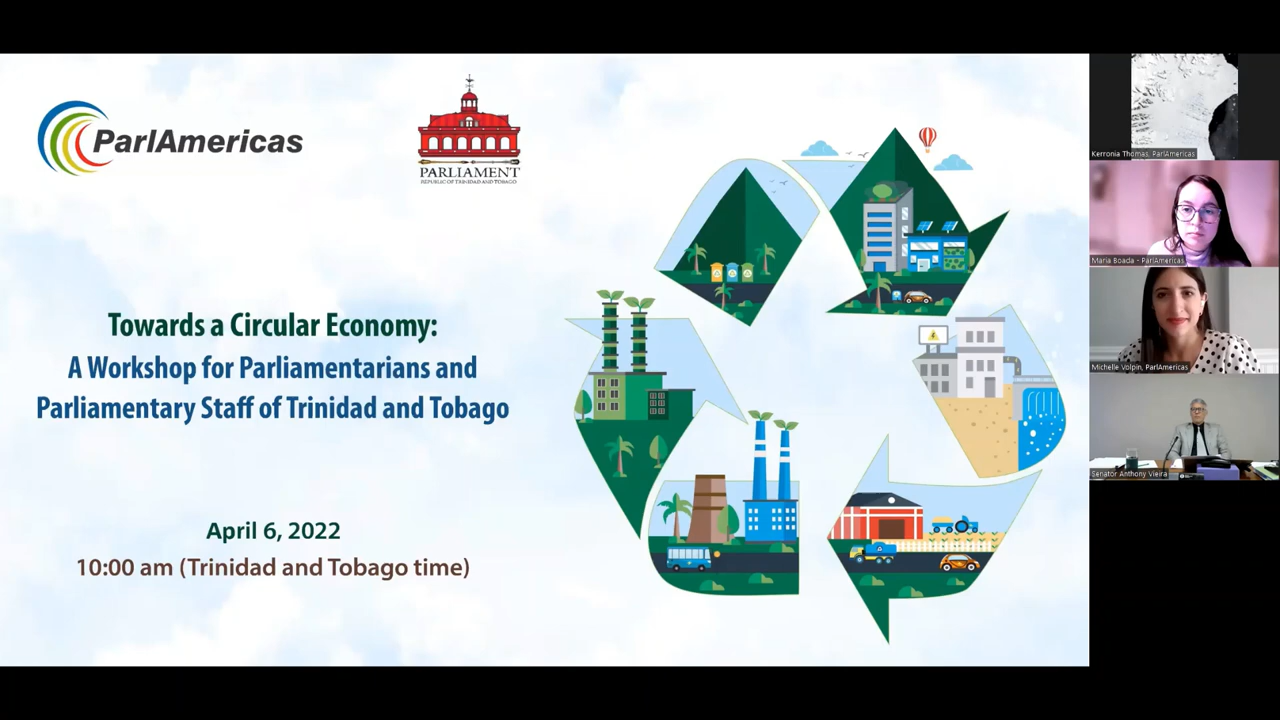 ParlAmericas
PARLIAMENT
REPUBLIC OF TRINIDAD AND TOBAGO
Towards a Circular Economy:
A Workshop for Parliamentarians and
Parliamentary Staff of Trinidad and Tobago
April 6, 2022
10:00 am (Trinidad and Tobago time)
Kerronia Thomas, ParlAmericas
Maria Boada - ParlAmericas
Michelle Volpin, ParlAmericas
Senator Anthony Vieira